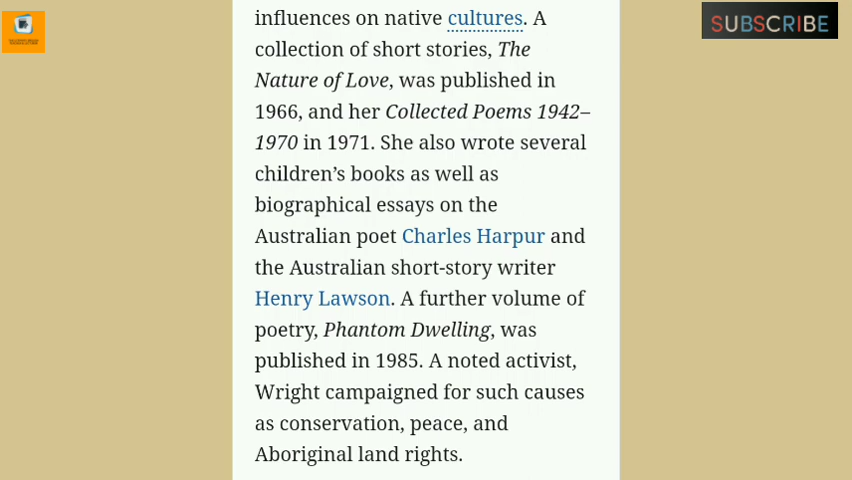 SUBSCRIBE
influences on native cultures. A
collection of short stories, The
Nature of Love, was published in
1966, and her Collected Poems 1942–
1970 in 1971. She also wrote several
children’s books as well as
biographical essays on the
Australian poet Charles Harpur and
the Australian short-story writer
Henry Lawson. A further volume of
poetry, Phantom Dwelling, was
published in 1985. A noted activist,
Wright campaigned for such causes
as conservation, peace, and
Aboriginal land rights.